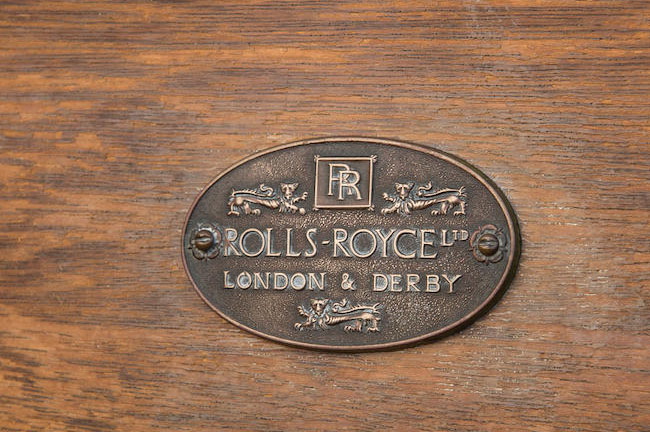 RR
ROLLS-ROYCE LTD
LONDON & DERBY